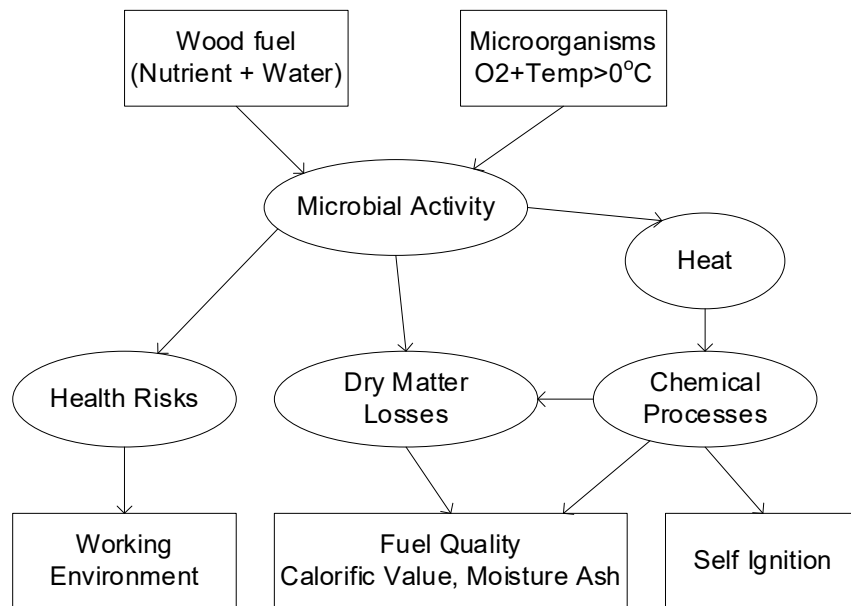 Wood fuel
(Nutrient + Water)
Microorganisms
O2+Temp>0°C
Microbial Activity
Heat
Health Risks
Dry Matter
Losses
Chemical
Processes
Working
Environment
Fuel Quality
Calorific Value, Moisture Ash
Self Ignition